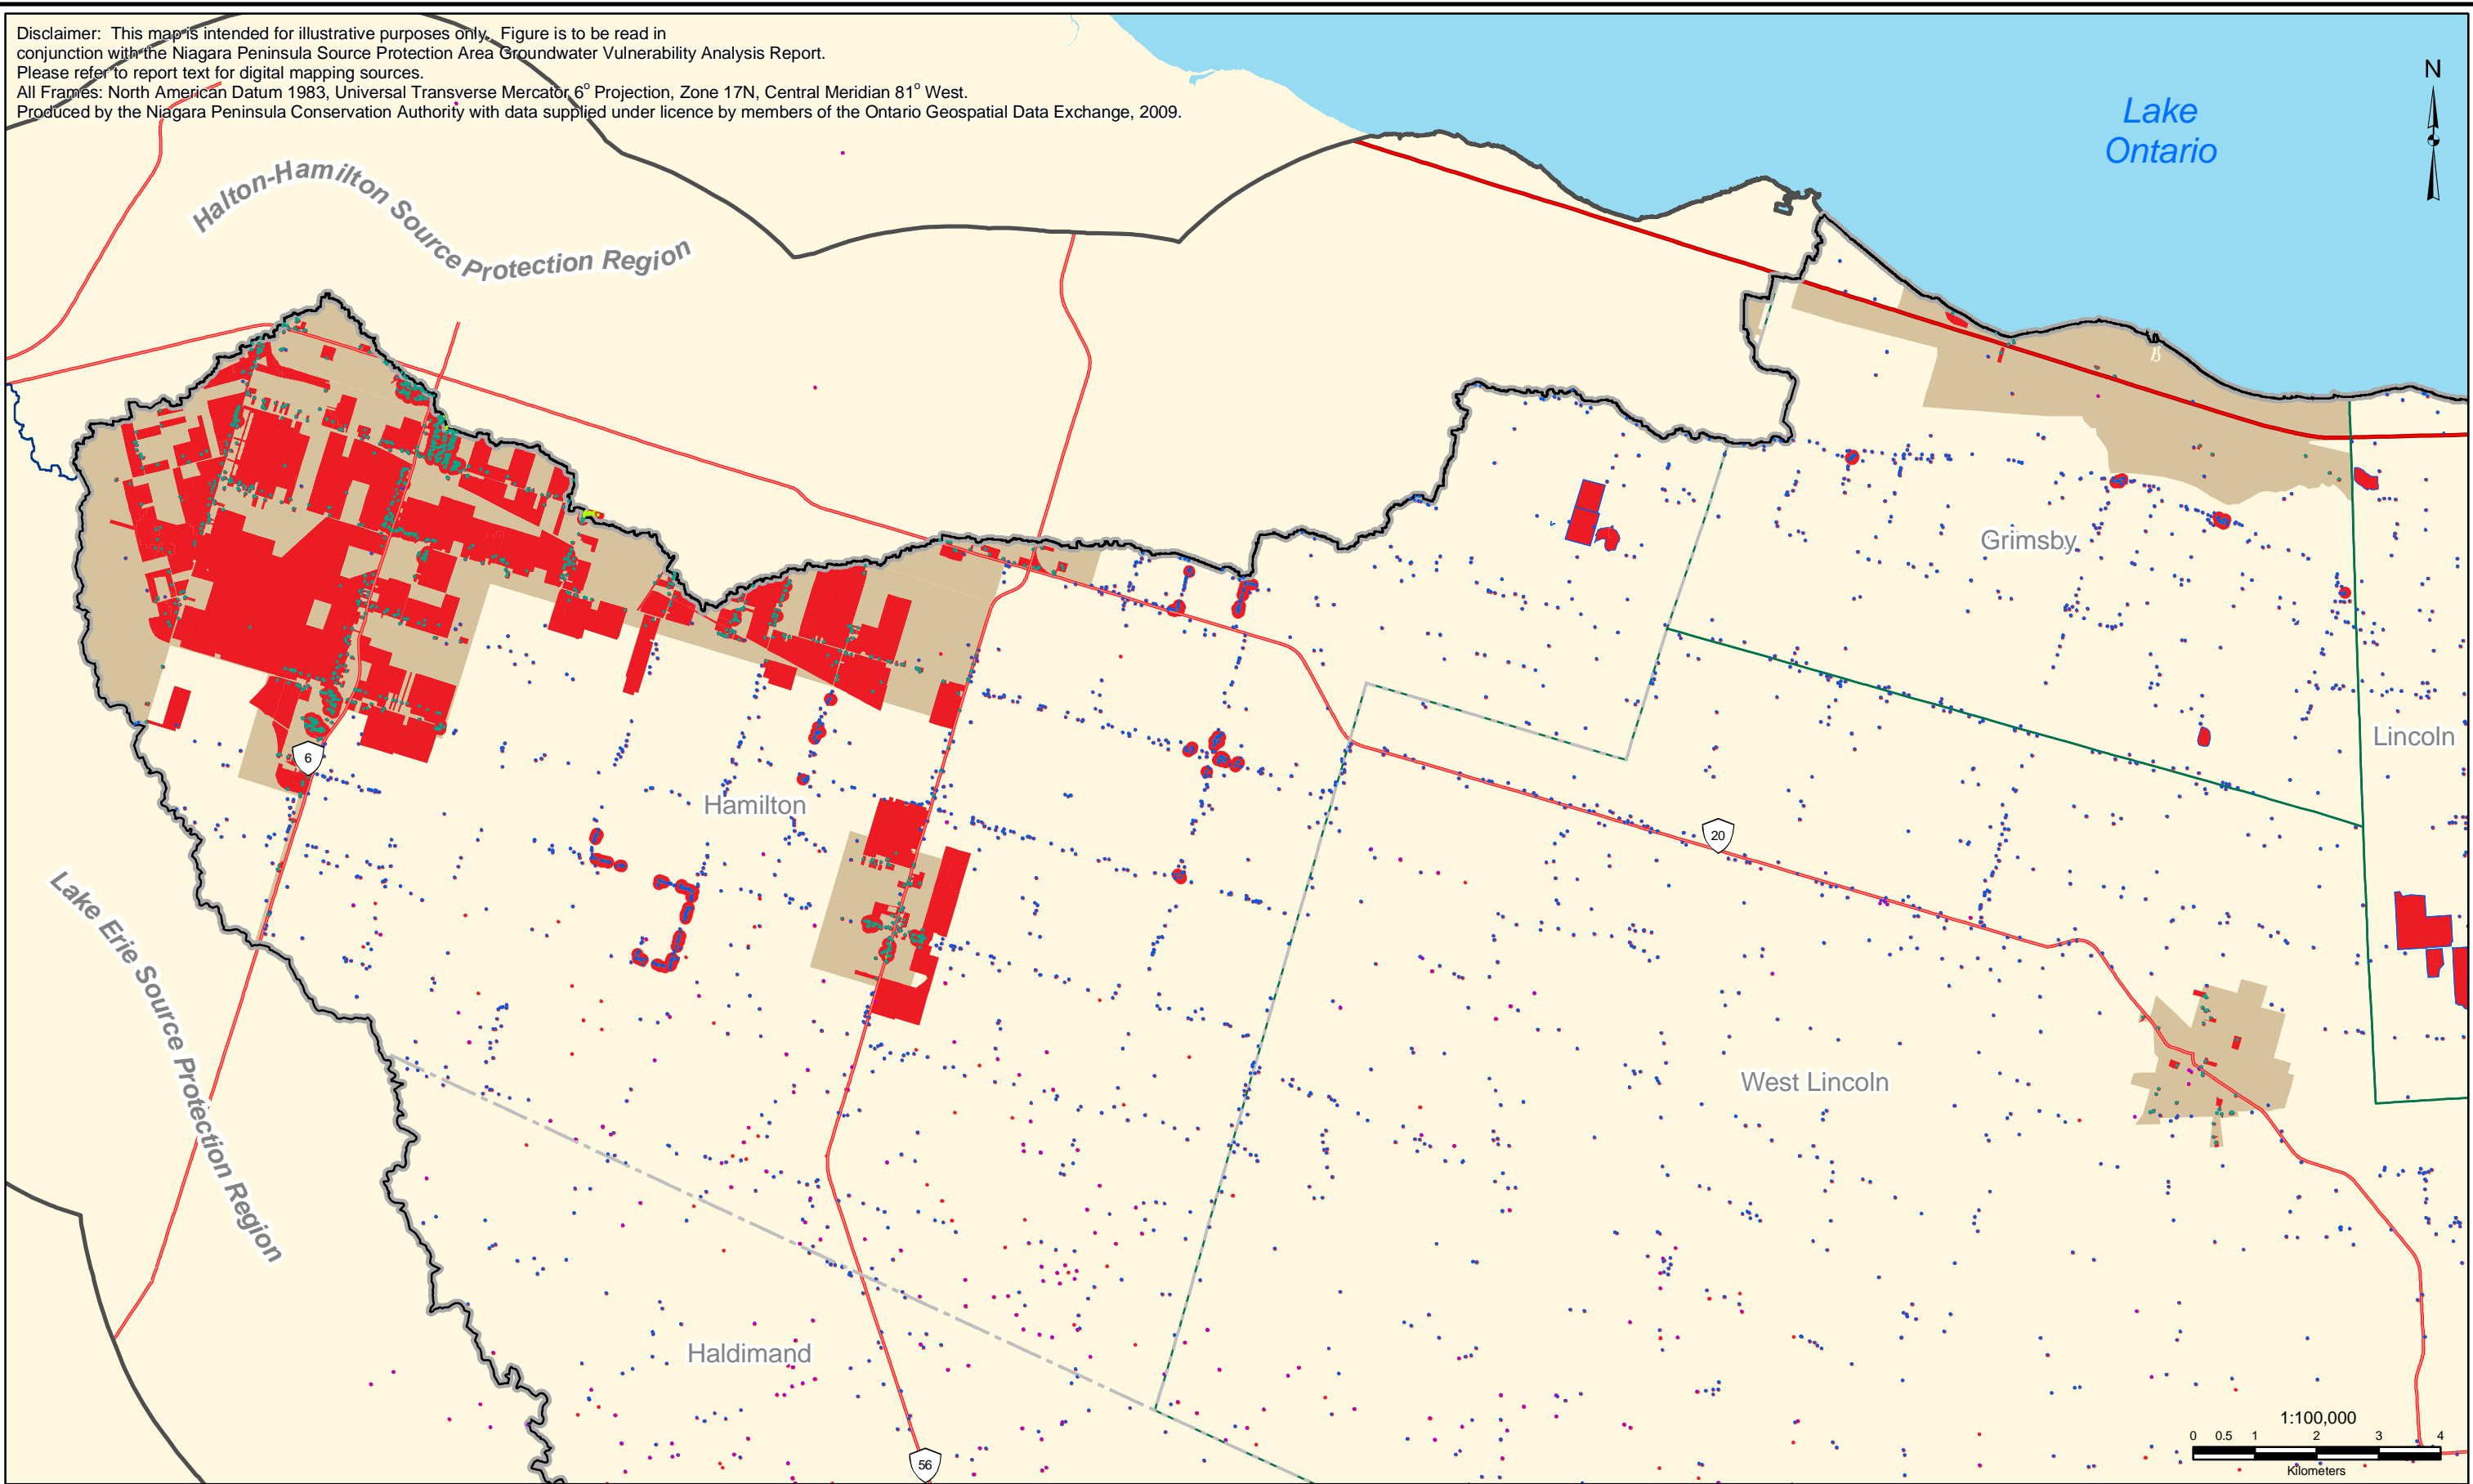 Disclaimer: This map is intended for illustrative purposes only. Figure is to be read in
conjunction with the Niagara Peninsula Source Protection Area Groundwater Vulnerability Analysis Report.
Please refer to report text for digital mapping sources.
All Frames: North American Datum 1983, Universal Transverse Mercator 6° Projection, Zone 17N, Central Meridian 81° West.
Produced by the Niagara Peninsula Conservation Authority with data supplied under licence by members of the Ontario Geospatial Data Exchange, 2009.
N
Lake
Ontario
Halton-Hamilton Source Protection Region
Grimsby
Lincoln
6
Hamilton
20
Lake Erie Source Protection Region
West Lincoln
Haldimand
56
1:100,000
0 0.5 1 2 3 4
Kilometers